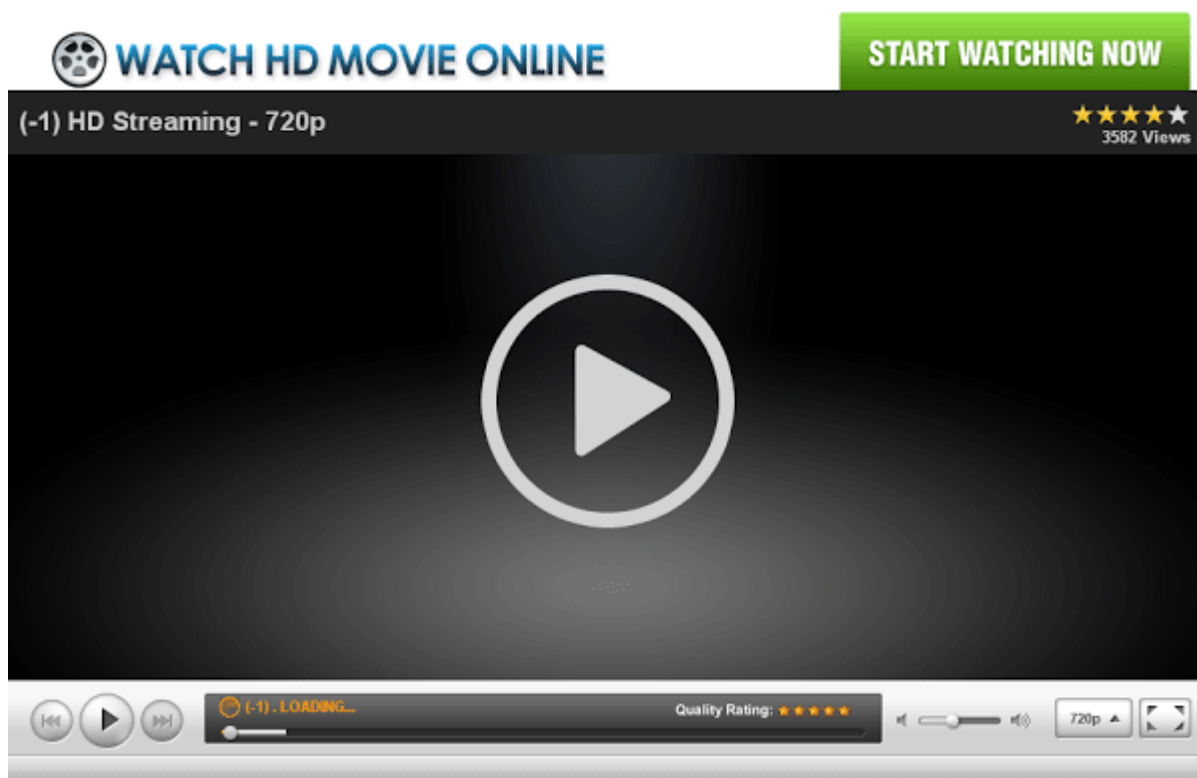 WATCH HD MOVIE ONLINE
START WATCHING NOW
(-1) HD Streaming - 720p
3582 Views
(-1) . LOADING...
Quality Rating:
720p